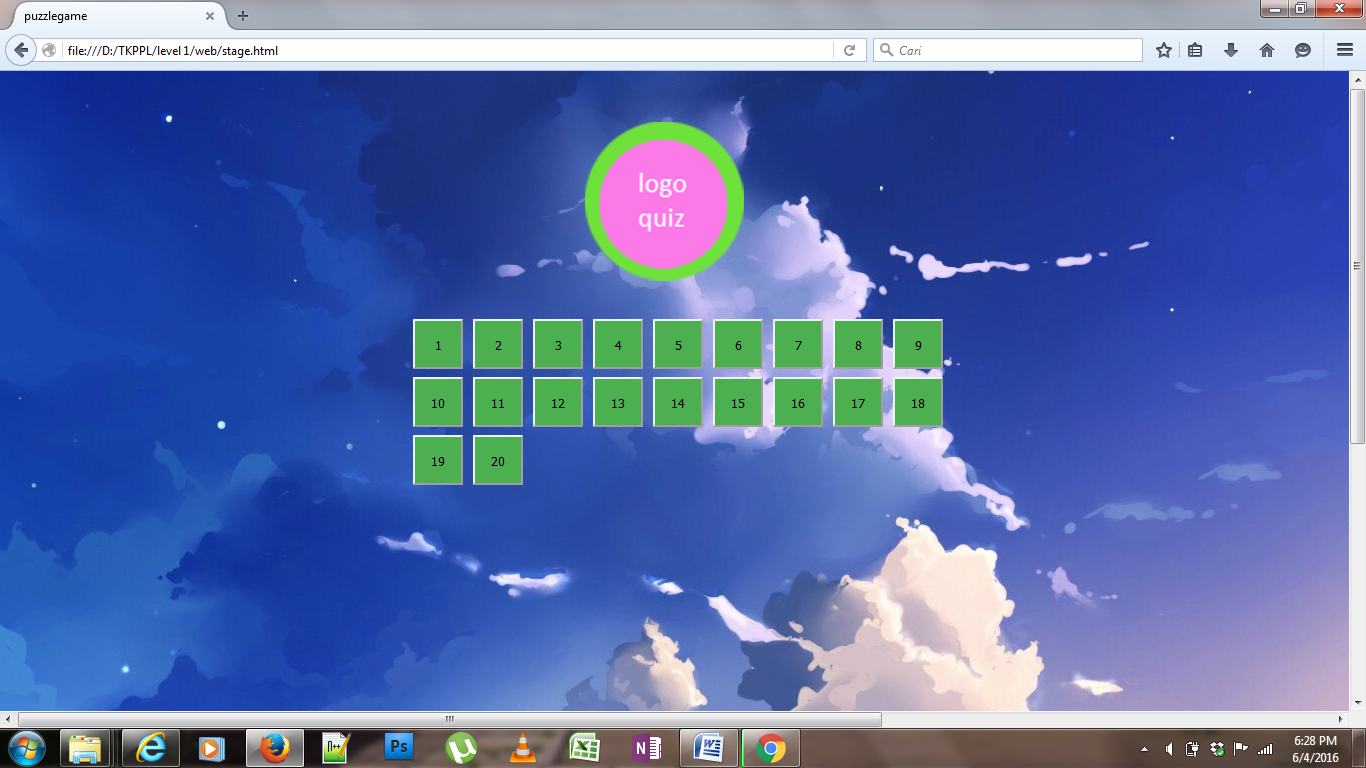 puzzlegame
file:///D:/TKPPL/level 1/web/stage.html
Cari
logo
quiz
1 2 3 4 5 6 7 8 9
10 11 12 13 14 15 16 17 18
19 20
Ps
N
W
6:28 PM
6/4/2016